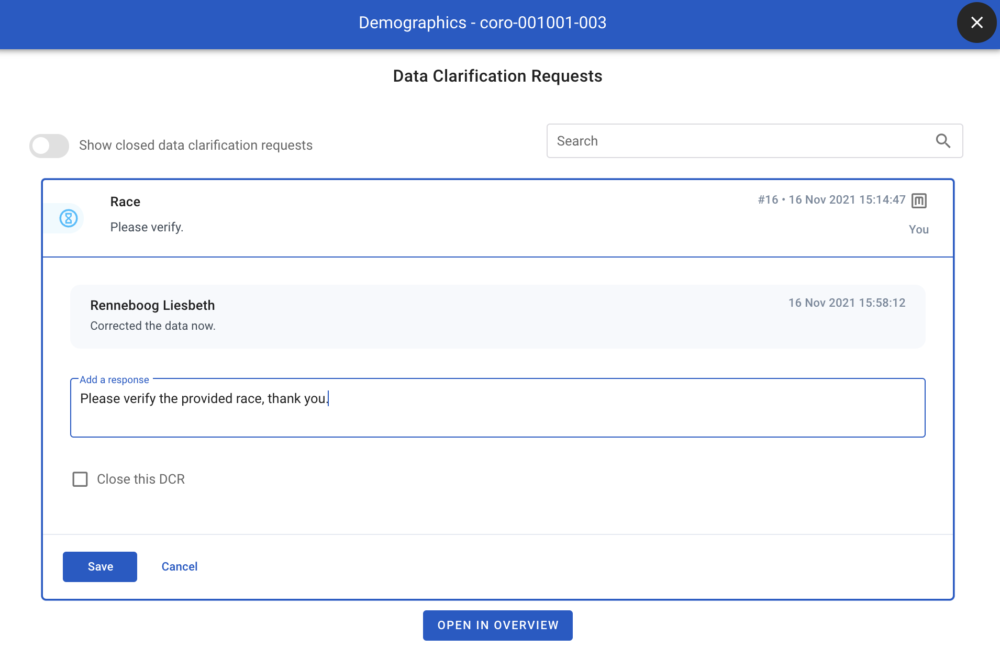 Demographics - coro-001001-003
Data Clarification Requests
Show closed data clarification requests
Search
Race
#16 • 16 Nov 2021 15:14:47
Please verify.
You
Renneboog Liesbeth
16 Nov 2021 15:58:12
Corrected the data now.
Add a response
Please verify the provided race, thank you.
Close this DCR
Save
Cancel
OPEN IN OVERVIEW